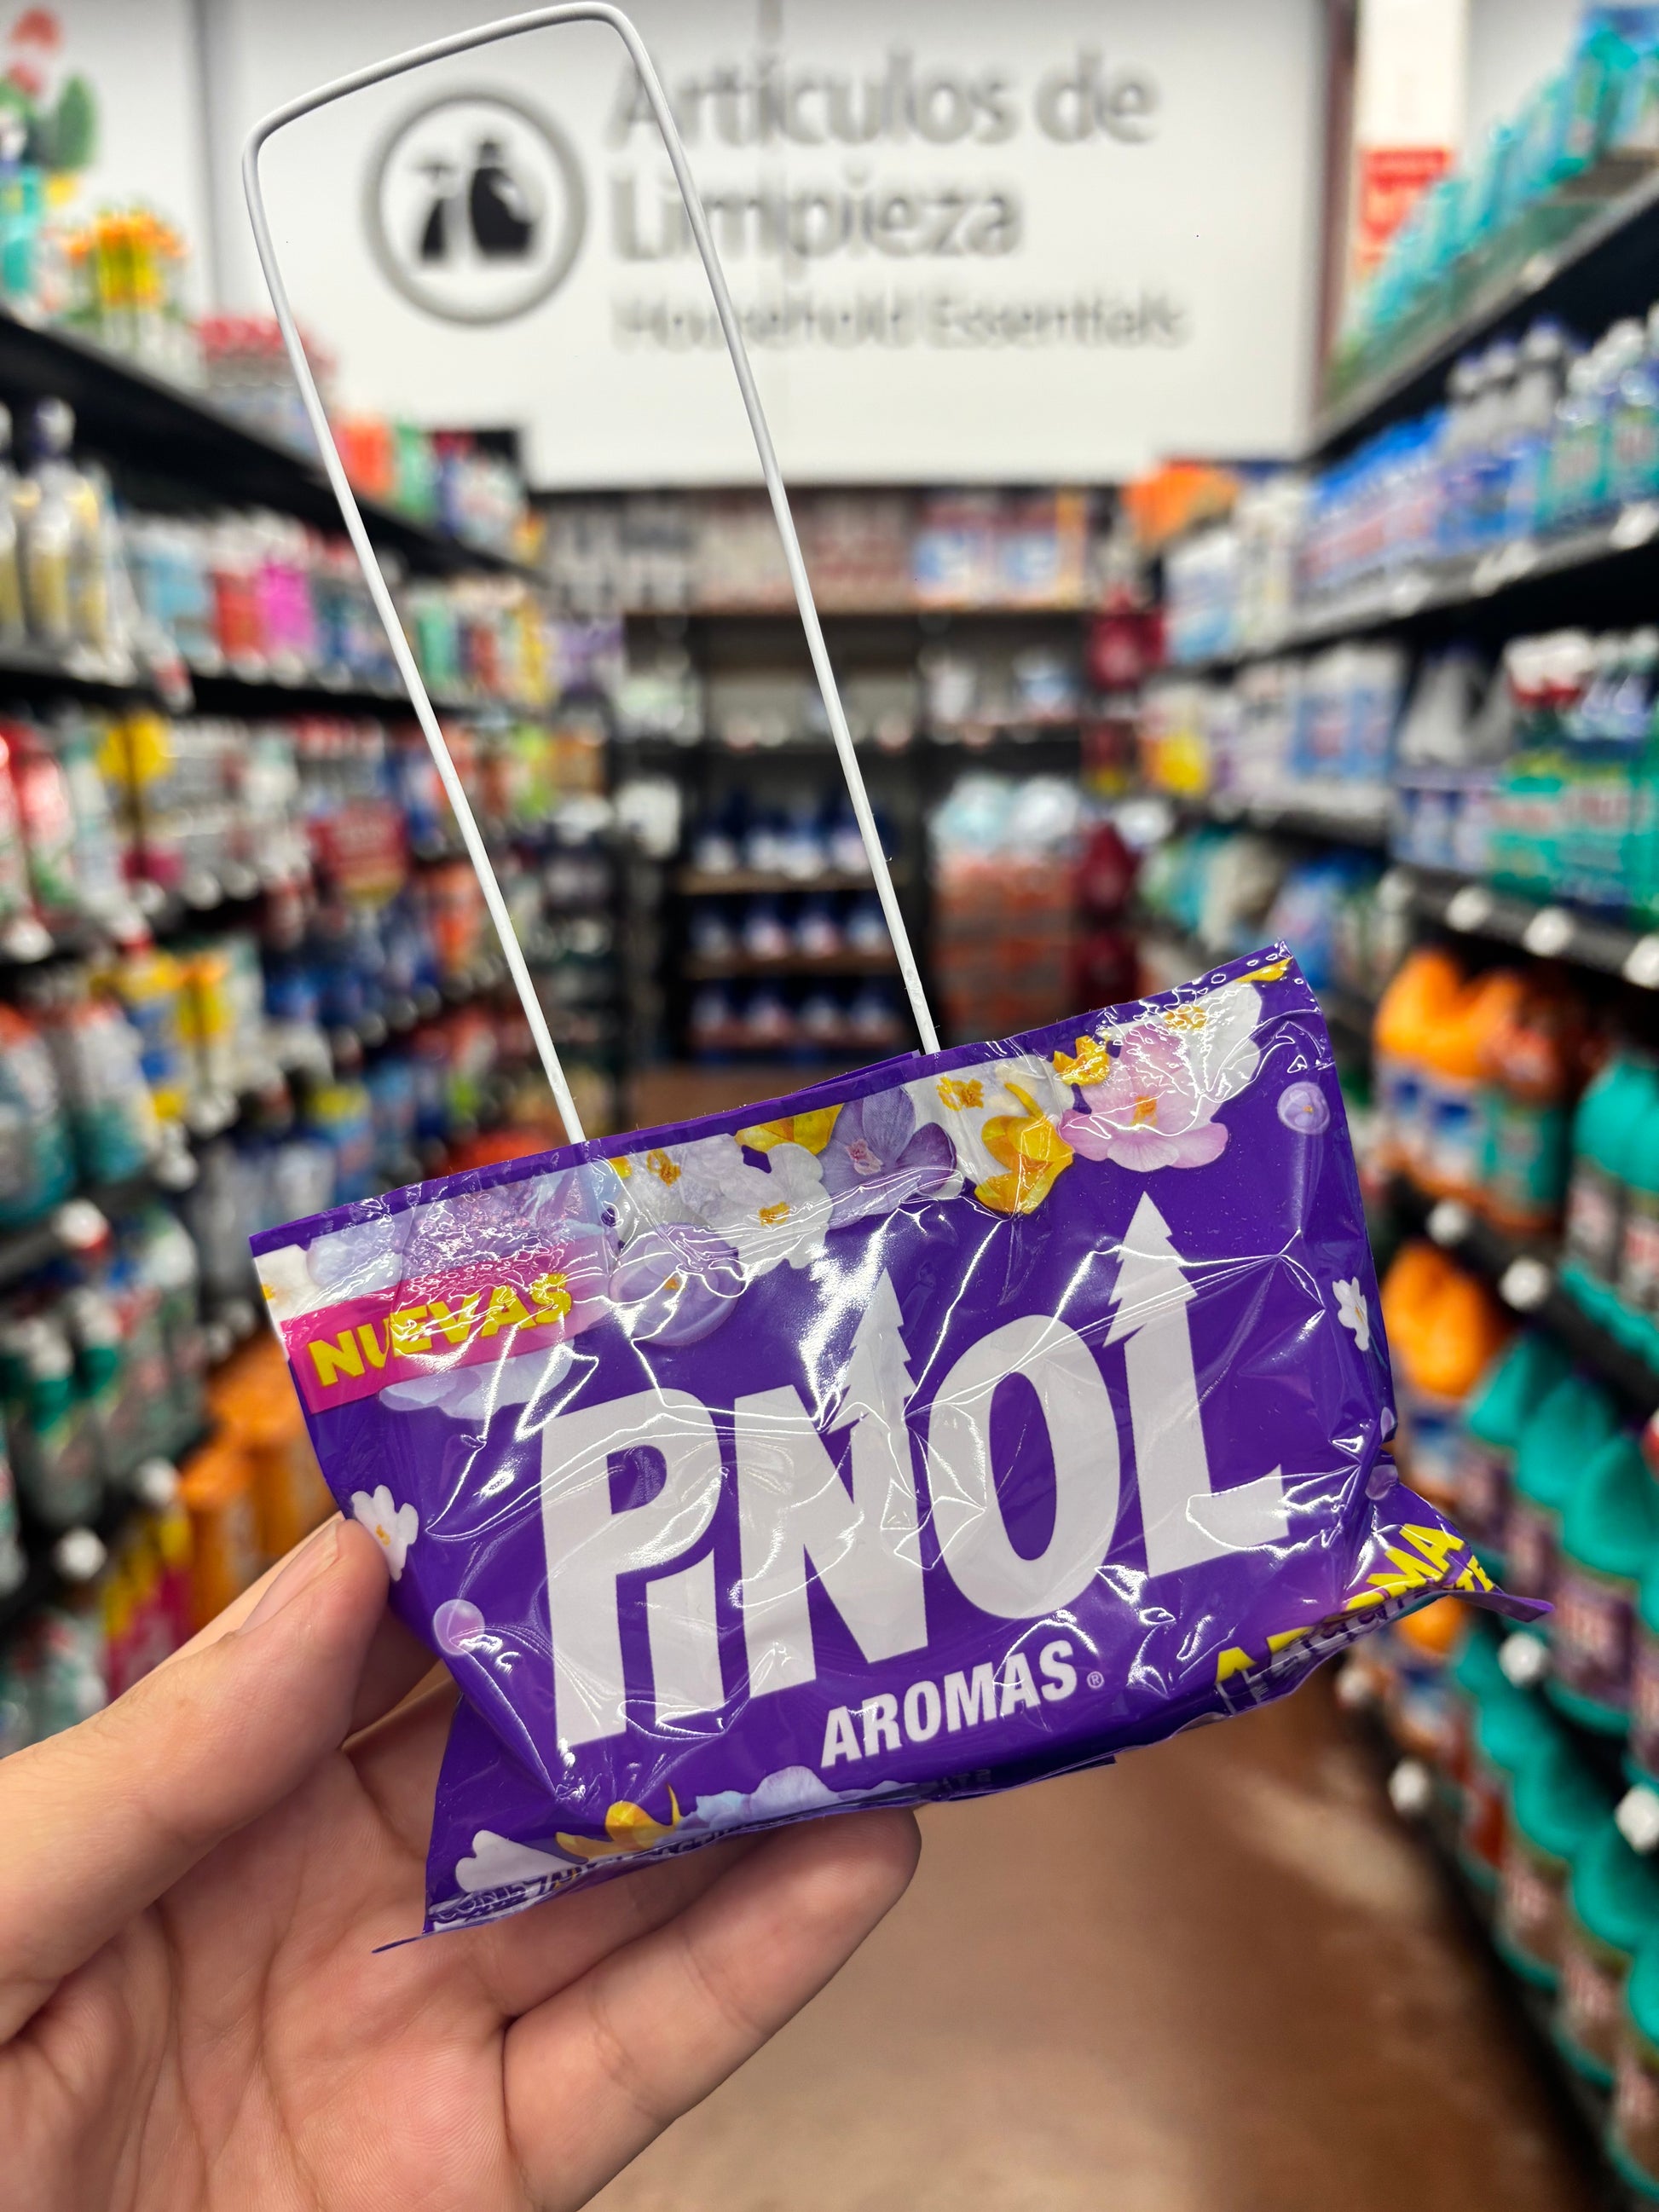 Artículos de
Limpieza
Household Essentials
NUEVAS
PINOL
AROMAS®